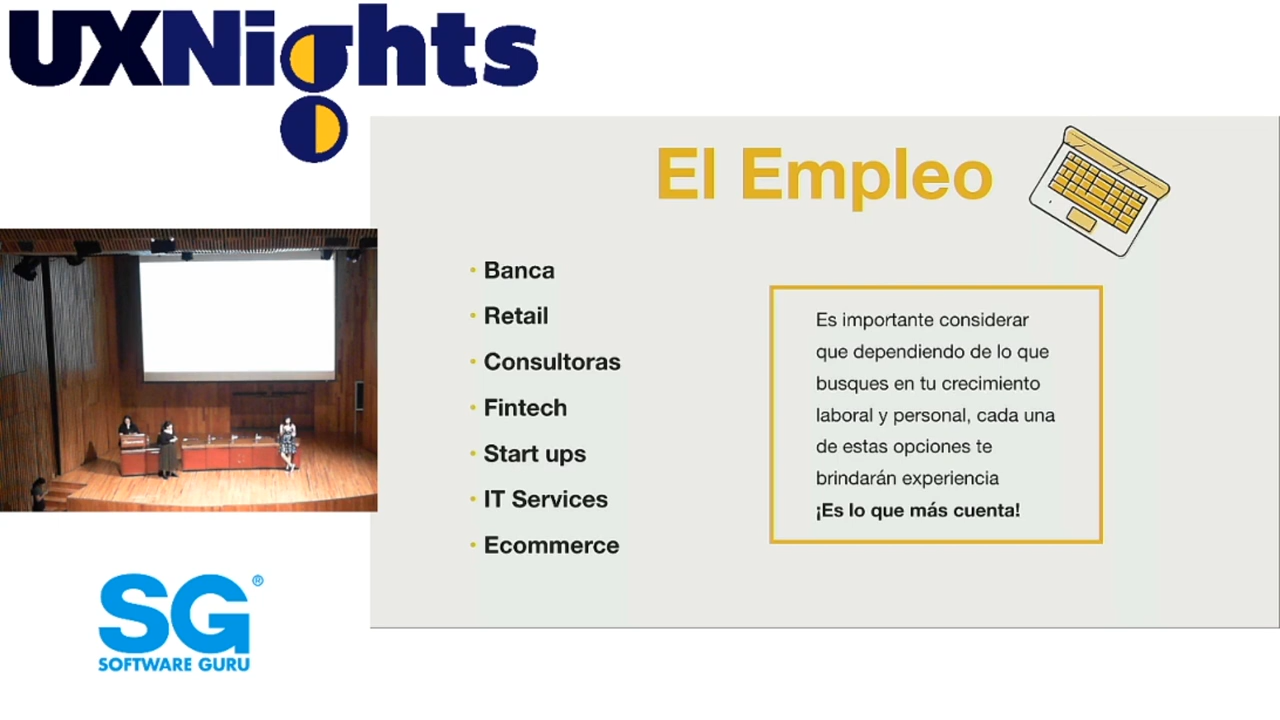 UXNights
El Empleo
• Banca
• Retail
• Consultoras
• Fintech
• Start ups
• IT Services
• Ecommerce
Es importante considerar
que dependiendo de lo que
busques en tu crecimiento
laboral y personal, cada una
de estas opciones te
brindarán experiencia
¡Es lo que más cuenta!
SG®
SOFTWARE GURU